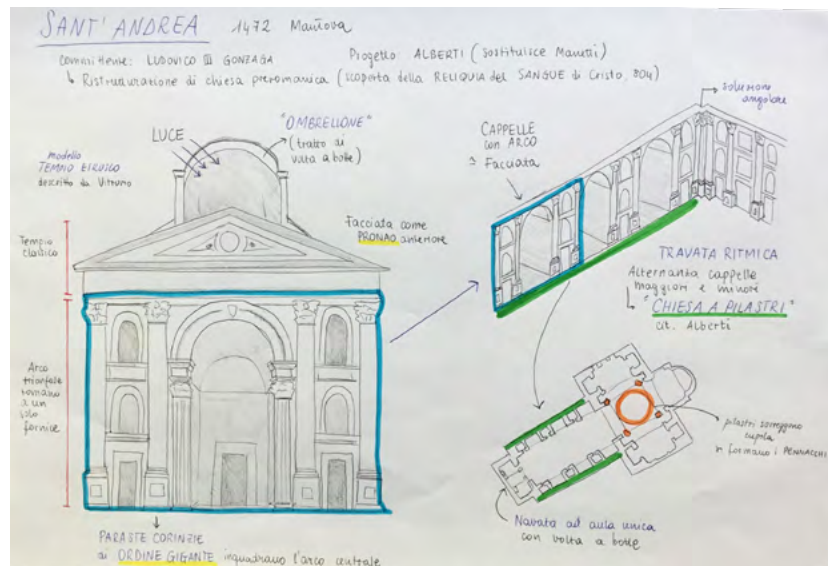 SANT' ANDREA 1472 Mantova
Committente: LUDOVICO III GONZAGA
Progetto: ALBERTI (sostituisce Manetti)
↳ Ristrutturazione di chiesa preromanica (scoperta della RELIQUIA del SANGUE di Cristo, 804)
modello
TEMPIO ETRUSCO
descritto da Vitruvio
LUCE
"OMBRELLONE"
(tratto di
volta a botte)
Facciata come
PRONAO anteriore
Tempio
classico
Arco
trionfale
romano
a un
solo
fornice
PARASTE CORINZIE
di ORDINE GIGANTE inquadrano l'arco centrale
CAPPELLE
con ARCO
≃ Facciata
soluzione
angolare
TRAVATA RITMICA
Alternanza cappelle
maggiori e minori
↳ "CHIESA A PILASTRI"
cit. Alberti
pilastri sorreggono
cupola
formano i PENNACCHI
Navata ad aula unica
con volta a botte